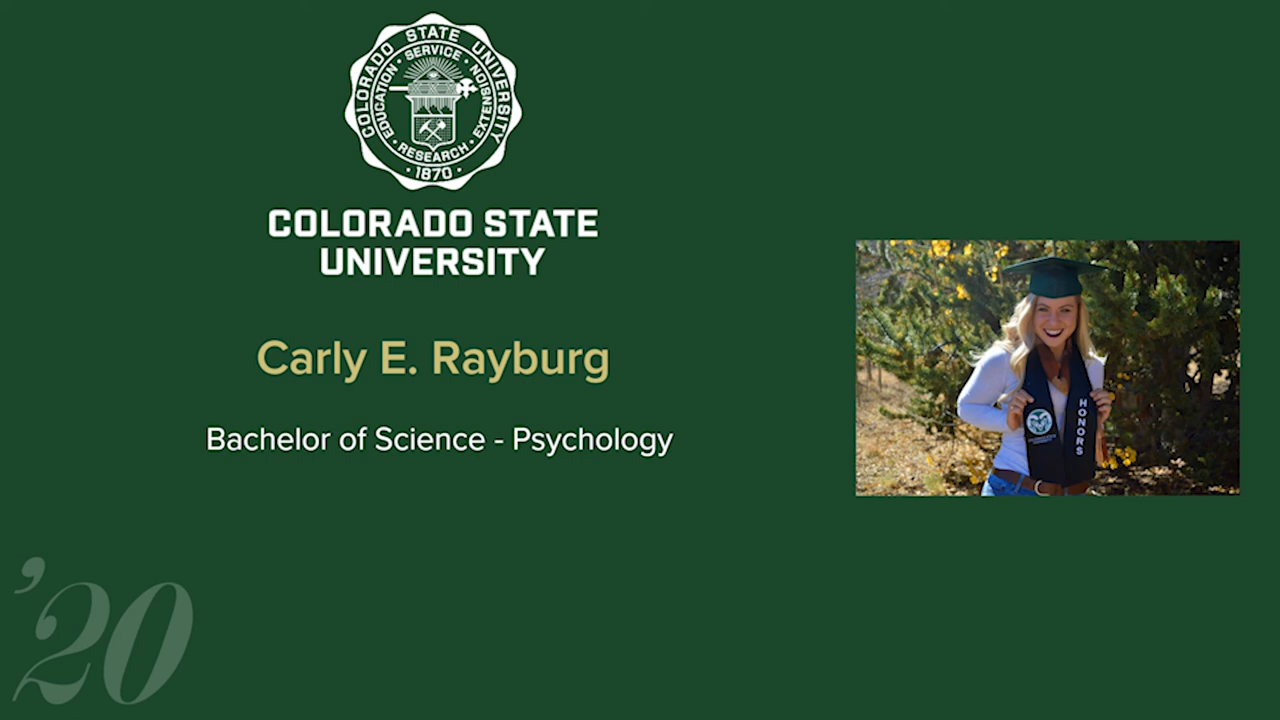 COLORADO STATE UNIVERSITY
EDUCATION • SERVICE • EXTENSION
• RESEARCH •
• 1870 •
COLORADO STATE
UNIVERSITY
Carly E. Rayburg
Bachelor of Science - Psychology
HONORS
’20